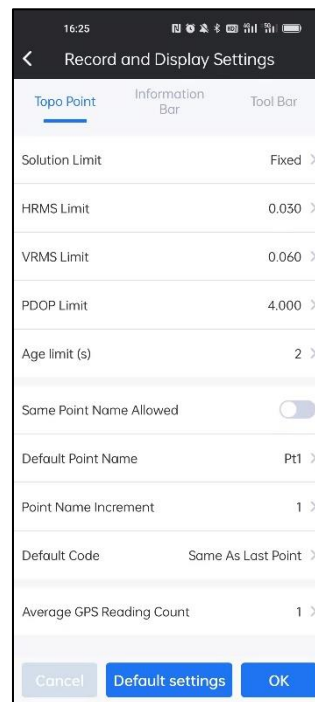 16:25
Record and Display Settings
Topo Point
Information
Bar
Tool Bar
Solution Limit Fixed
HRMS Limit 0.030
VRMS Limit 0.060
PDOP Limit 4.000
Age limit (s) 2
Same Point Name Allowed
Default Point Name Pt1
Point Name Increment 1
Default Code Same As Last Point
Average GPS Reading Count 1
Cancel Default settings OK